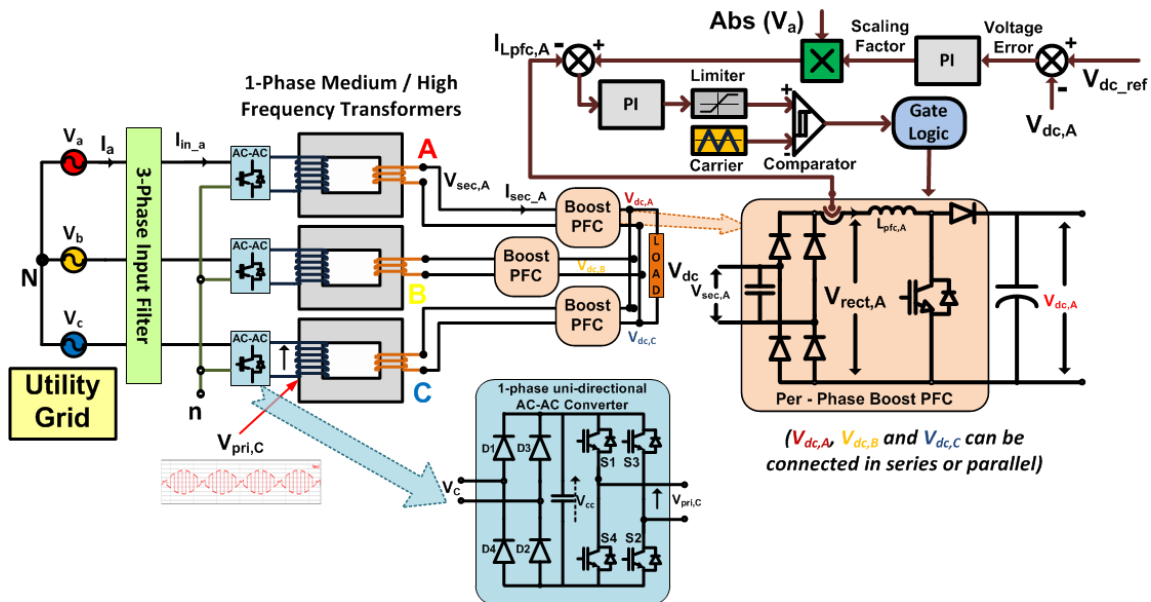 Abs (Va)
ILpfc,A
-
+
Scaling
Factor
Voltage
Error
+
PI
-
Vdc_ref
Vdc,A
PI
Limiter
Carrier
+
-
Comparator
Gate
Logic
1-Phase Medium / High
Frequency Transformers
Va
Ia
Iin_a
AC-AC
A
Vsec,A
Isec_A
Boost
PFC
Vdc,A
3-Phase Input Filter
N
Vb
AC-AC
B
Boost
PFC
Vdc,B
LOAD
Vdc
Vc
AC-AC
C
Boost
PFC
Vdc,C
n
Utility
Grid
Vpri,C
Lpfc,A
Vsec,A
Vrect,A
Vdc,A
Per - Phase Boost PFC
(Vdc,A, Vdc,B and Vdc,C can be
connected in series or parallel)
1-phase uni-directional
AC-AC Converter
D1
D3
S1
S3
VC
Vcc
Vpri,C
D4
D2
S4
S2